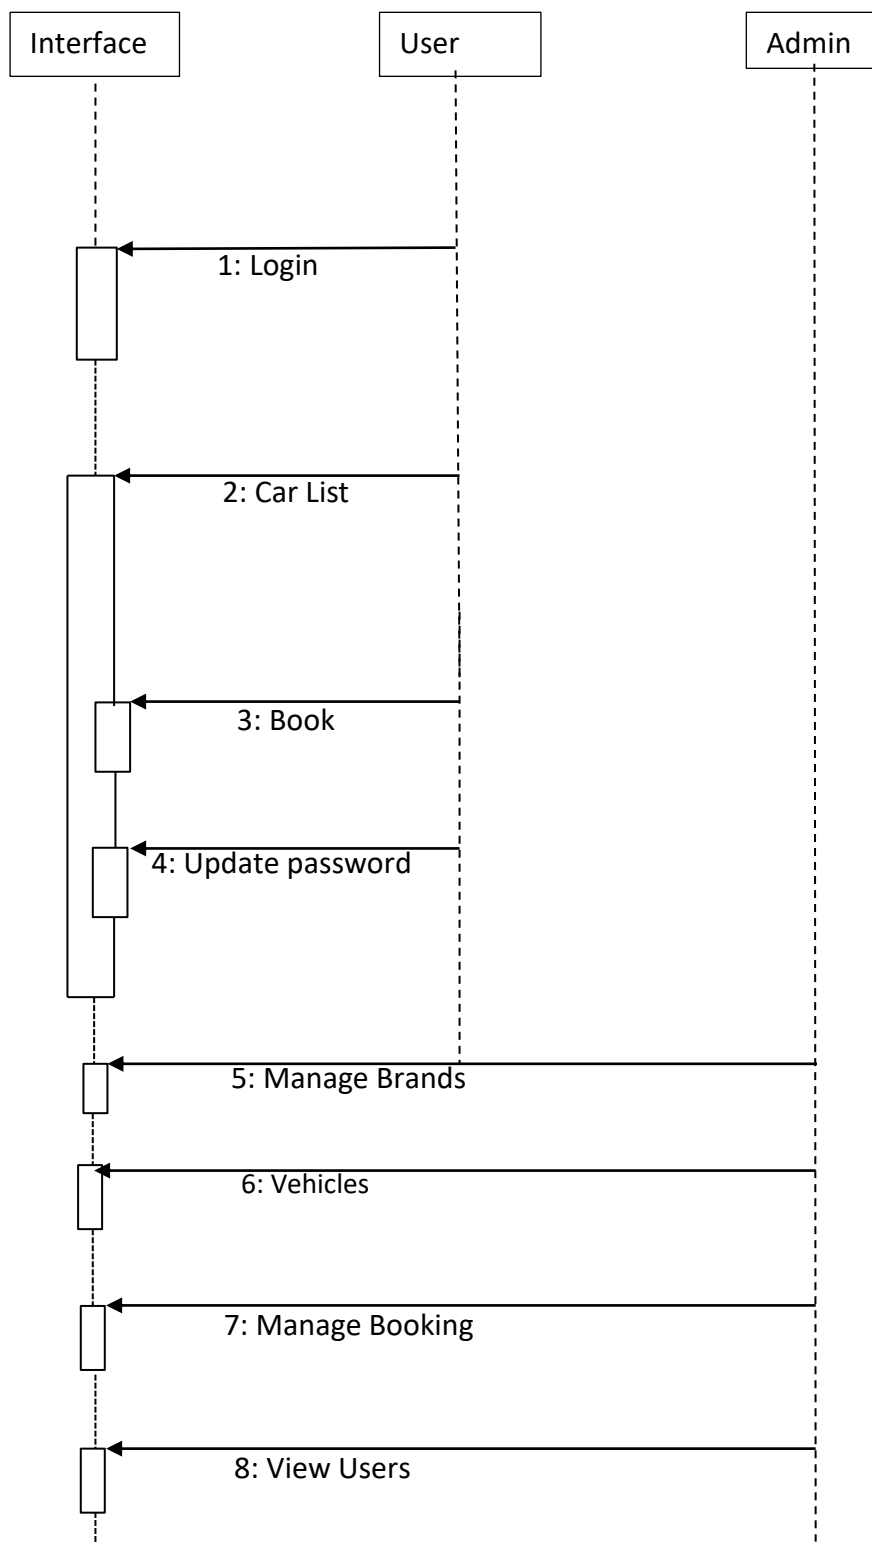 Interface
User
Admin
1: Login
2: Car List
3: Book
4: Update password
5: Manage Brands
6: Vehicles
7: Manage Booking
8: View Users